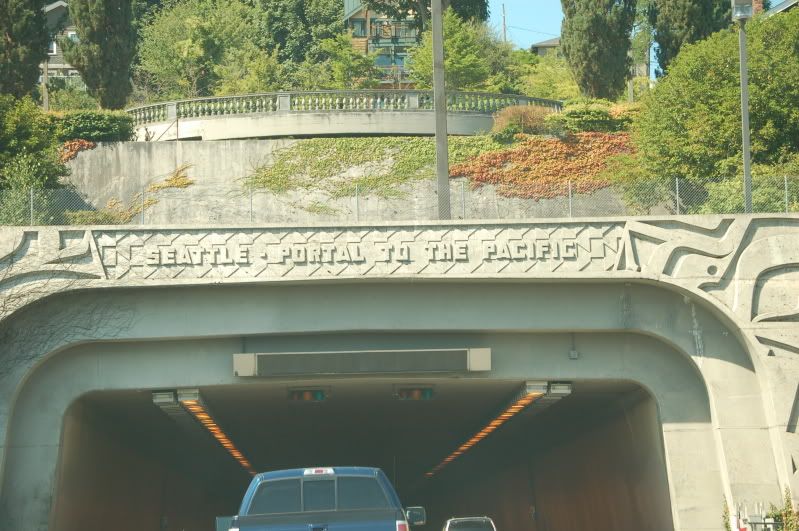 SEATTLE · PORTAL TO THE PACIFIC